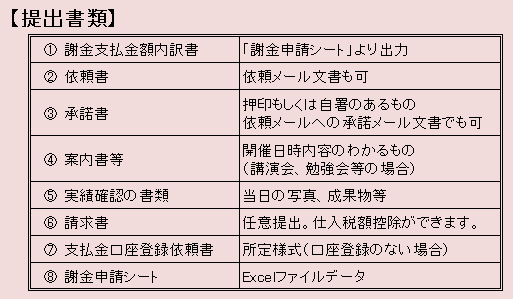 【提出書類】
① 謝金支払金額内訳書 「謝金申請シート」より出力
② 依頼書 依頼メール文書も可
③ 承諾書 押印もしくは自署のあるもの
依頼メールへの承諾メール文書でも可
④ 案内書等 開催日時内容のわかるもの
（講演会、勉強会等の場合）
⑤ 実績確認の書類 当日の写真、成果物等
⑥ 請求書 任意提出。仕入税額控除ができます。
⑦ 支払金口座登録依頼書 所定様式（口座登録のない場合）
⑧ 謝金申請シート Excelファイルデータ